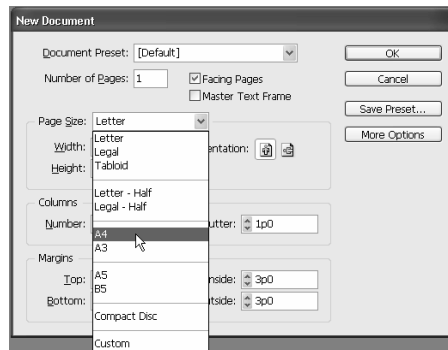 New Document
Document Preset: [Default]
OK
Number of Pages: 1
Facing Pages
Cancel
Master Text Frame
Save Preset...
Page Size: Letter
More Options
Letter
Legal
Tabloid
Letter - Half
Legal - Half
A4
A3
A5
B5
Compact Disc
Custom
Width:
entation:
Height:
Columns
Number:
utter: 1p0
Margins
Top:
nside: 3p0
Bottom:
utside: 3p0